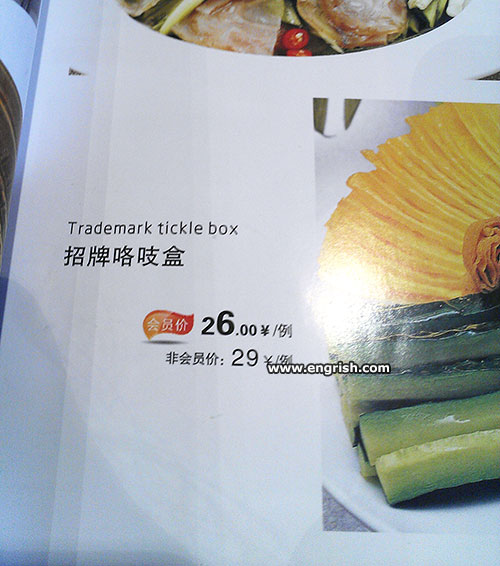 Trademark tickle box
招牌咯吱盒
会员价 26.00¥/例
非会员价: 29¥/例
www.engrish.com